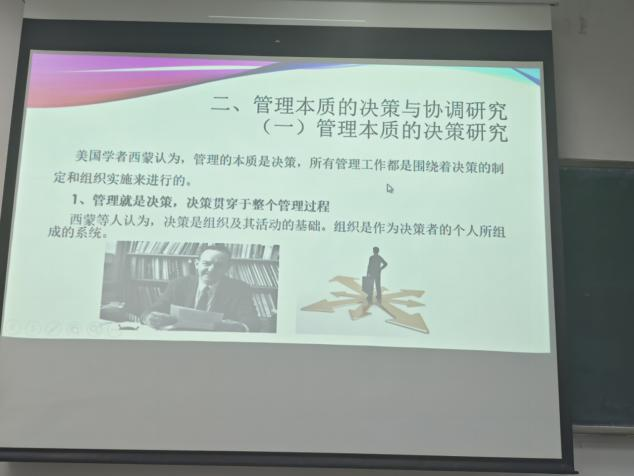 二、管理本质的决策与协调研究
（一）管理本质的决策研究
美国学者西蒙认为，管理的本质是决策，所有管理工作都是围绕着决策的制
定和组织实施来进行的。
1、管理就是决策，决策贯穿于整个管理过程
西蒙等人认为，决策是组织及其活动的基础。组织是作为决策者的个人所组
成的系统。